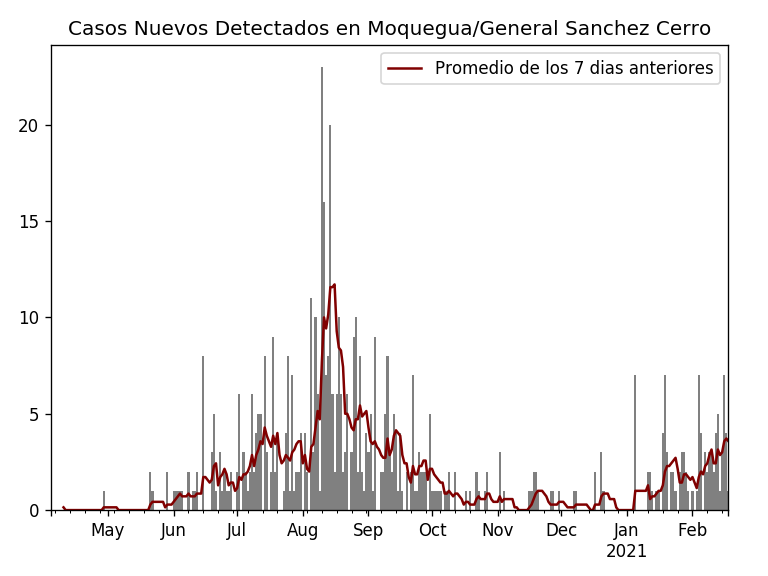 Casos Nuevos Detectados en Moquegua/General Sanchez Cerro
Promedio de los 7 dias anteriores
20
15
10
5
0
May Jun Jul Aug Sep Oct Nov Dec Jan Feb
2021